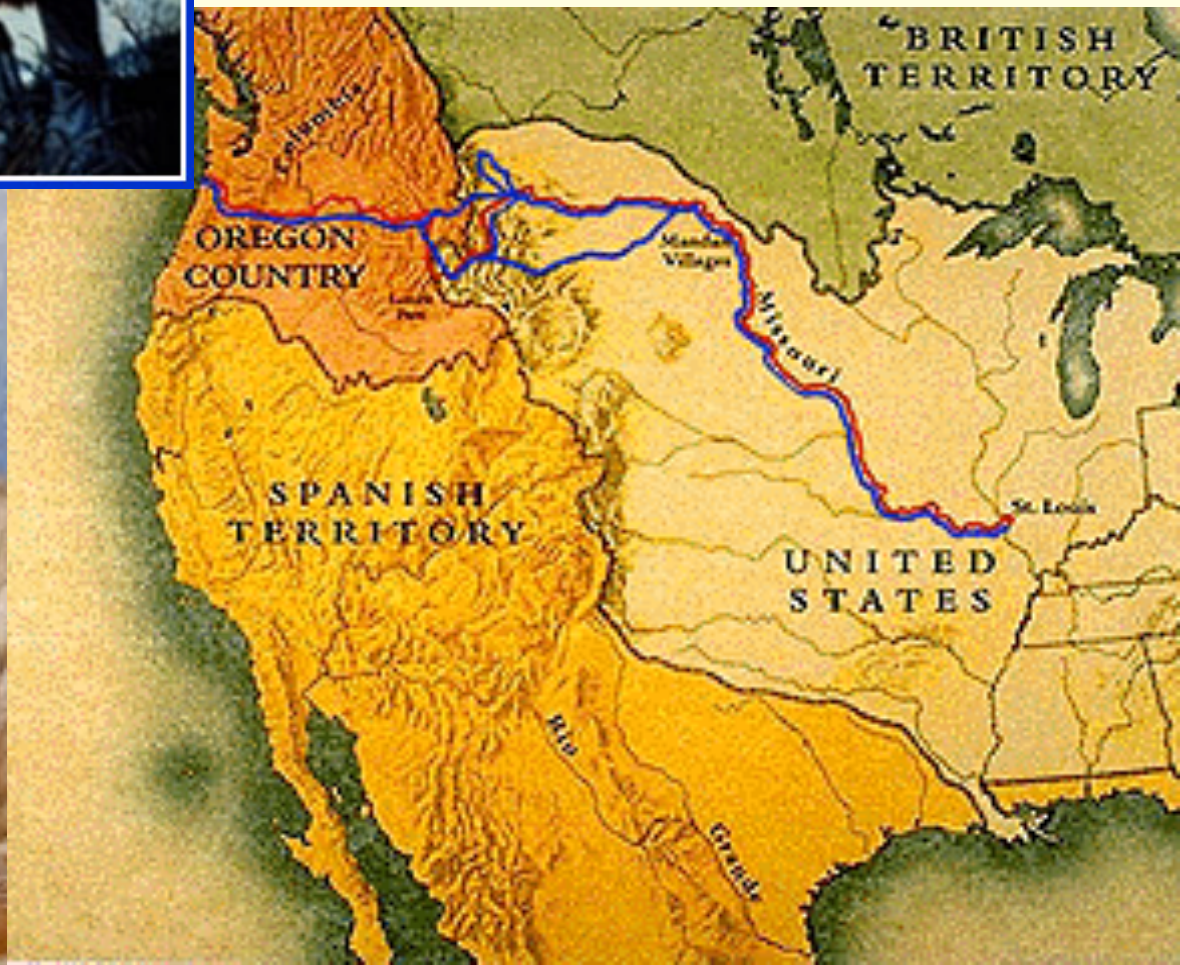 BRITISH
TERRITORY
Columbia
OREGON
COUNTRY
Mandan
Villages
Missouri
SPANISH
TERRITORY
St. Louis
UNITED
STATES
Rio
Grande